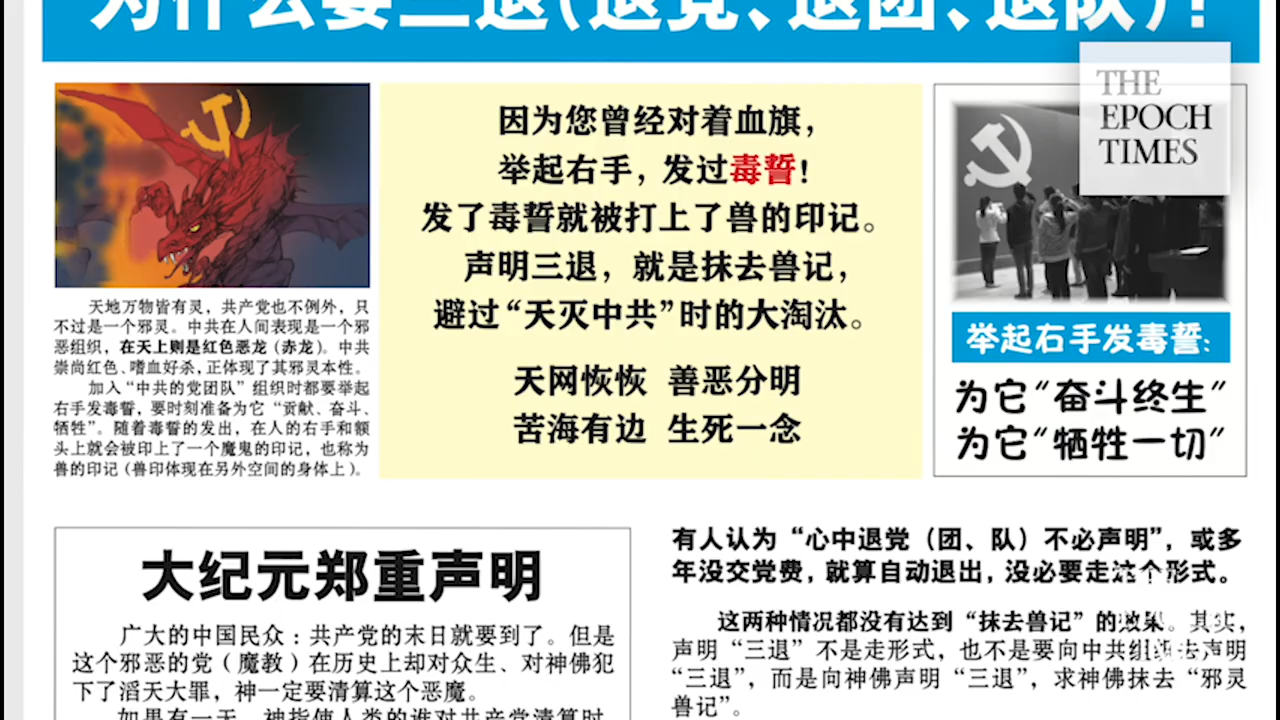 为什么要三退（退党、退团、退队）？
THE
EPOCH
TIMES
因为您曾经对着血旗，
举起右手，发过毒誓！
发了毒誓就被打上了兽的印记。
声明三退，就是抹去兽记，
避过“天灭中共”时的大淘汰。
天网恢恢 善恶分明
苦海有边 生死一念
天地万物皆有灵，共产党也不例外，只
不过是一个邪灵。中共在人间表现是一个邪
恶组织，在天上则是红色恶龙（赤龙）。中共
崇尚红色、嗜血好杀，正体现了其邪灵本性。
加入“中共的党团队”组织时都要举起
右手发毒誓，要时刻准备为它“贡献、奋斗、
牺牲”。随着毒誓的发出，在人的右手和额
头上就会被印上了一个魔鬼的印记，也称为
兽的印记（兽印体现在另外空间的身体上）。
举起右手发毒誓：
为它“奋斗终生”
为它“牺牲一切”
大纪元郑重声明
广大的中国民众：共产党的末日就要到了。但是
这个邪恶的党（魔教）在历史上却对众生、对神佛犯
下了滔天大罪，神一定要清算这个恶魔。
如果有一天，神指使人类的谁对共产党清算时，
有人认为“心中退党（团、队）不必声明”，或多
年没交党费，就算自动退出，没必要走这个形式。
这两种情况都没有达到“抹去兽记”的效果。其实，
声明“三退”不是走形式，也不是要向中共组织去声明
“三退”，而是向神佛声明“三退”，求神佛抹去“邪灵
兽记”。